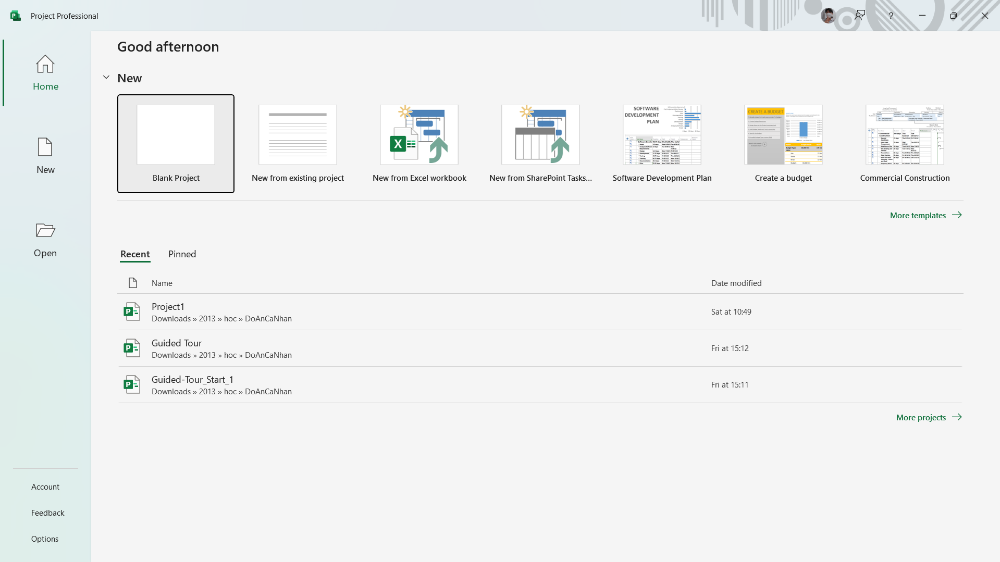 Project Professional
Good afternoon
New
Home
New
Open
Blank Project
New from existing project
New from Excel workbook
New from SharePoint Tasks...
SOFTWARE
DEVELOPMENT
PLAN
Software Development Plan
CREATE A BUDGET
Create a budget
Commercial Construction
More templates
Recent
Pinned
Name
Date modified
Project1
Downloads » 2013 » hoc » DoAnCaNhan
Sat at 10:49
Guided Tour
Downloads » 2013 » hoc » DoAnCaNhan
Fri at 15:12
Guided-Tour_Start_1
Downloads » 2013 » hoc » DoAnCaNhan
Fri at 15:11
More projects
Account
Feedback
Options